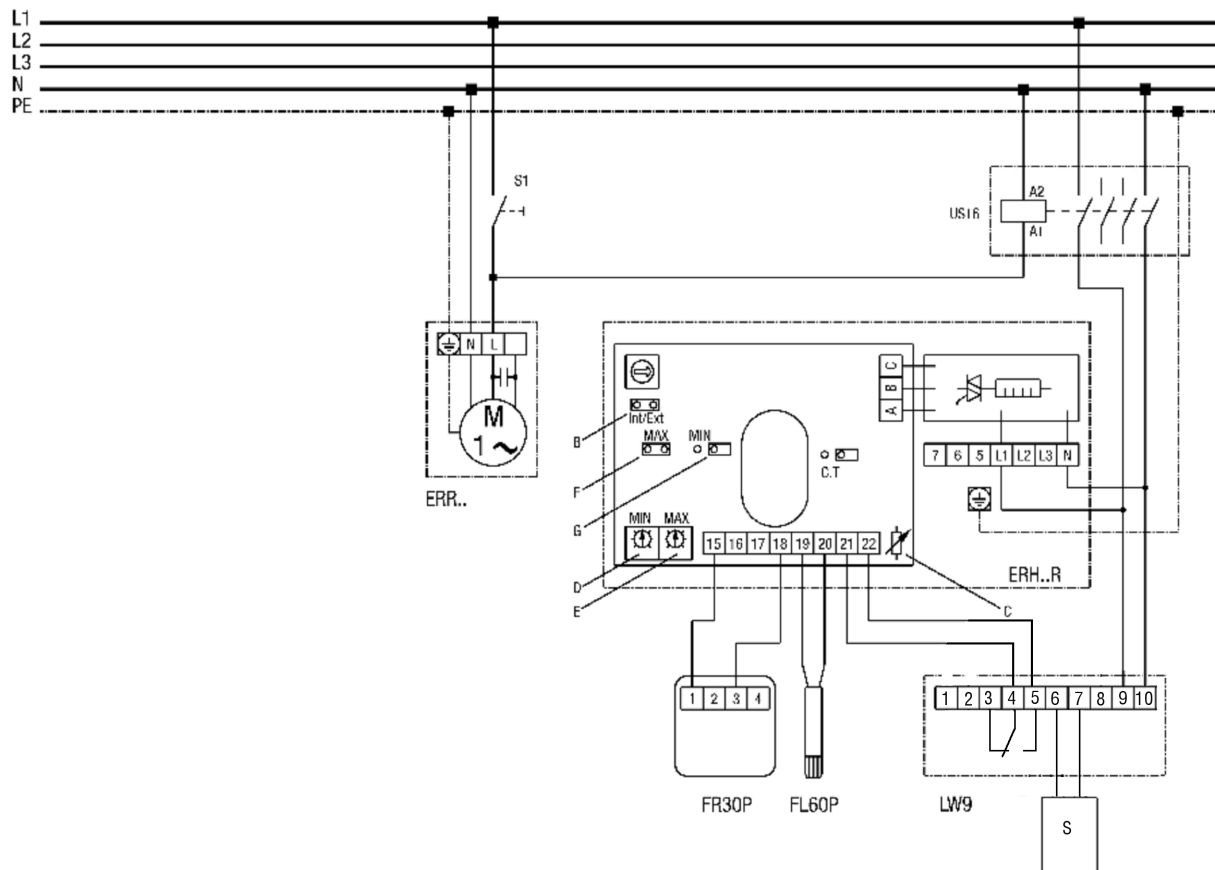 L1
L2
L3
N
PE
S1
A2
UST6
A1
N L
M
1 ~
ERR..
C
B
A
Int/Ext
B
MAX MIN
C.T
7 6 5 L1 L2 L3 N
F
G
MIN MAX
15 16 17 18 19 20 21 22
ERH..R
D
E
C
1 2 3 4
1 2 3 4 5 6 7 8 9 10
FR30P FL60P LW9
S